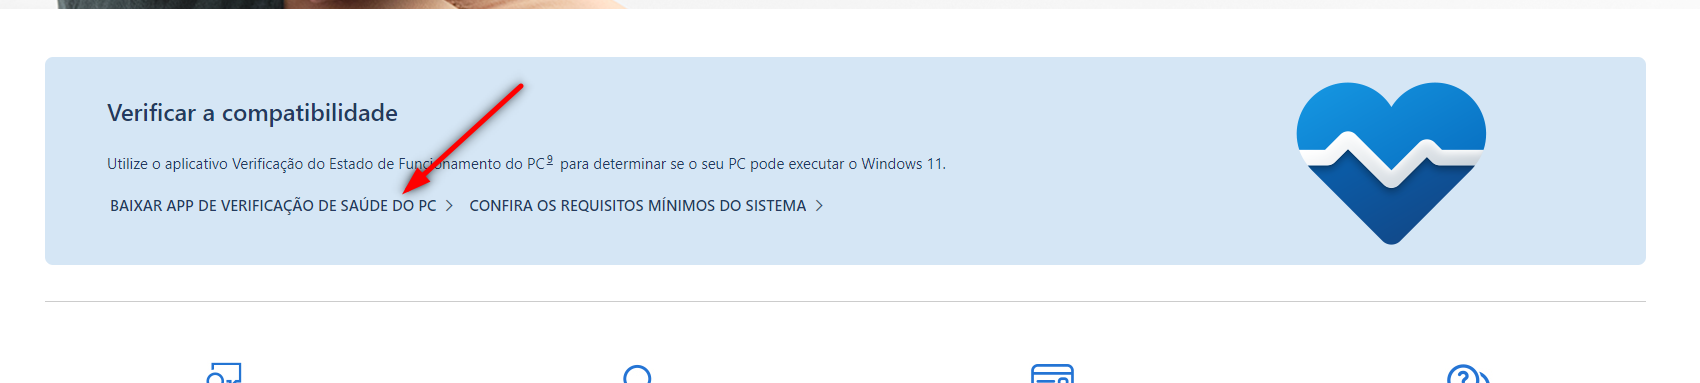 Verificar a compatibilidade
Utilize o aplicativo Verificação do Estado de Funcionamento do PC9 para determinar se o seu PC pode executar o Windows 11.
BAIXAR APP DE VERIFICAÇÃO DE SAÚDE DO PC > CONFIRA OS REQUISITOS MÍNIMOS DO SISTEMA >